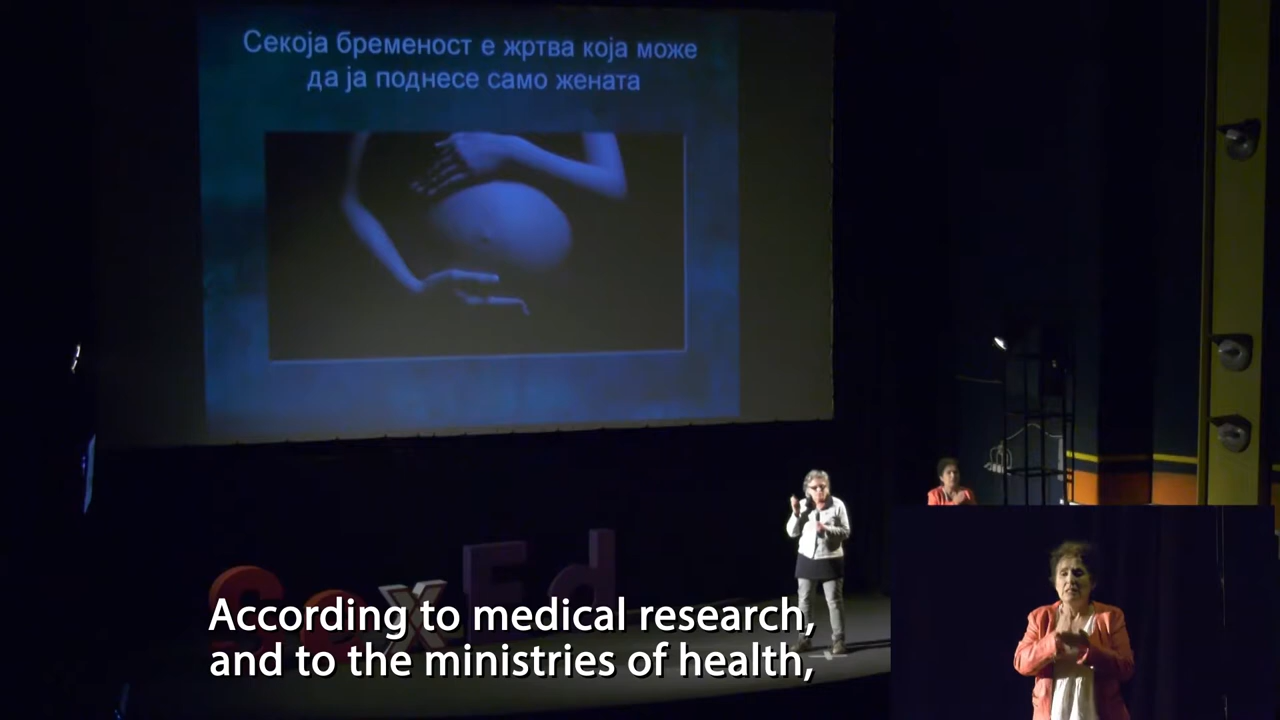 Секоја бременост е жртва која може
да ја поднесе само жената
SexEd
According to medical research,
and to the ministries of health,